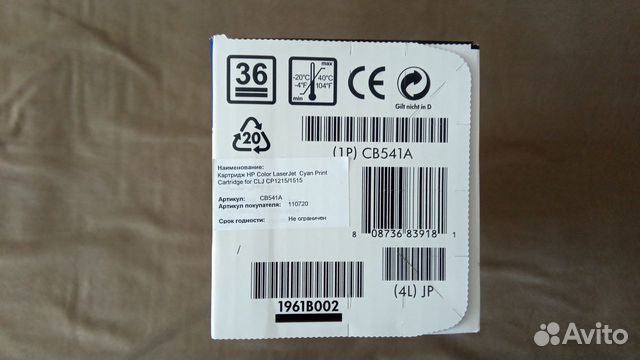 36
max
-20°C 40°C
-4°F 104°F
min
CE
Gilt nicht in D
20
(1P) CB541A
Наименование:
Картридж HP Color LaserJet Cyan Print
Cartridge for CLJ CP1215/1515
Артикул: CB541A
Артикул покупателя: 110720
Срок годности: Не ограничен
8 08736 83918 1
(4L) JP
1961B002
Avito